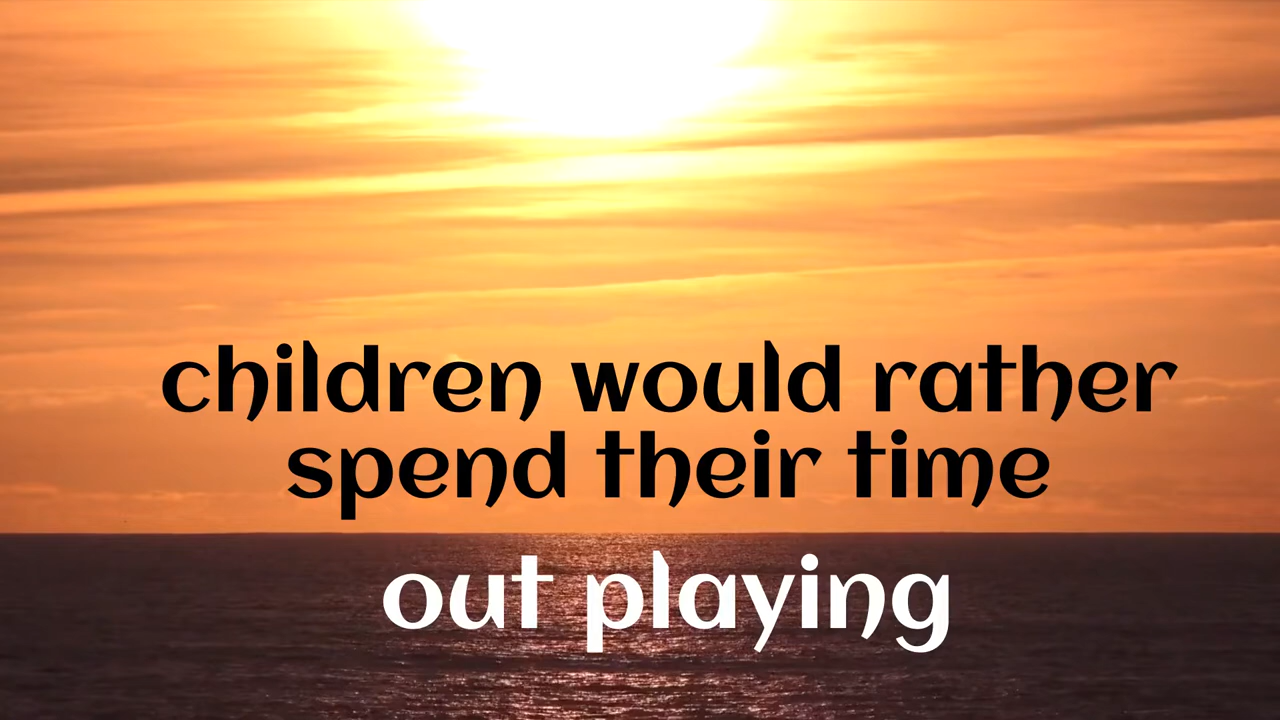 children would rather
spend their time
out playing